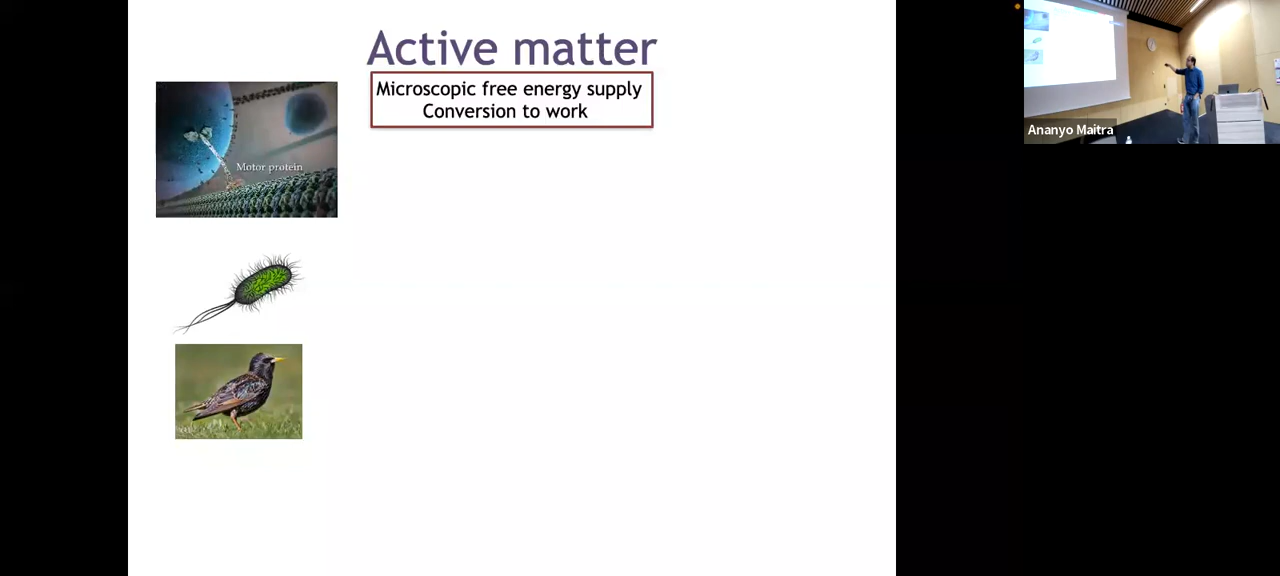 Active matter
Microscopic free energy supply
Conversion to work
Motor protein
Ananyo Maitra